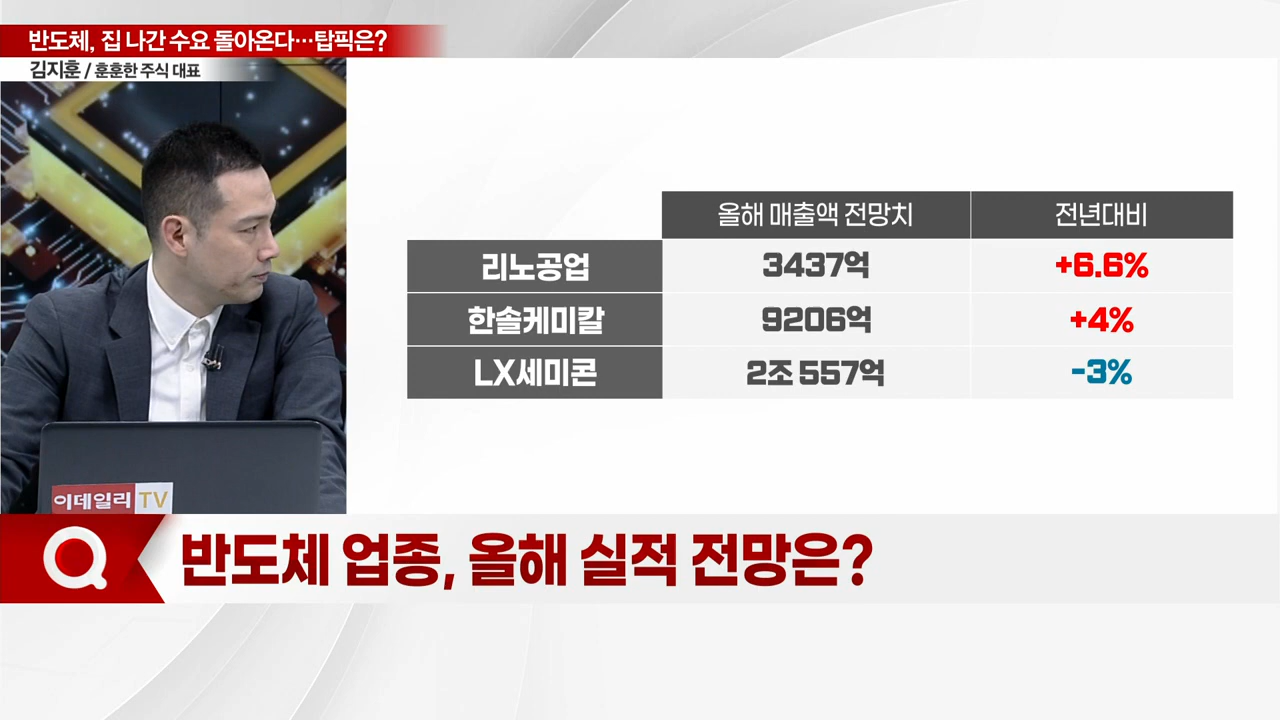 반도체, 집 나간 수요 돌아온다…탑픽은?
김지훈 / 훈훈한 주식 대표
올해 매출액 전망치 전년대비
리노공업 3437억 +6.6%
한솔케미칼 9206억 +4%
LX세미콘 2조 557억 -3%
이데일리TV
Q 반도체 업종, 올해 실적 전망은?